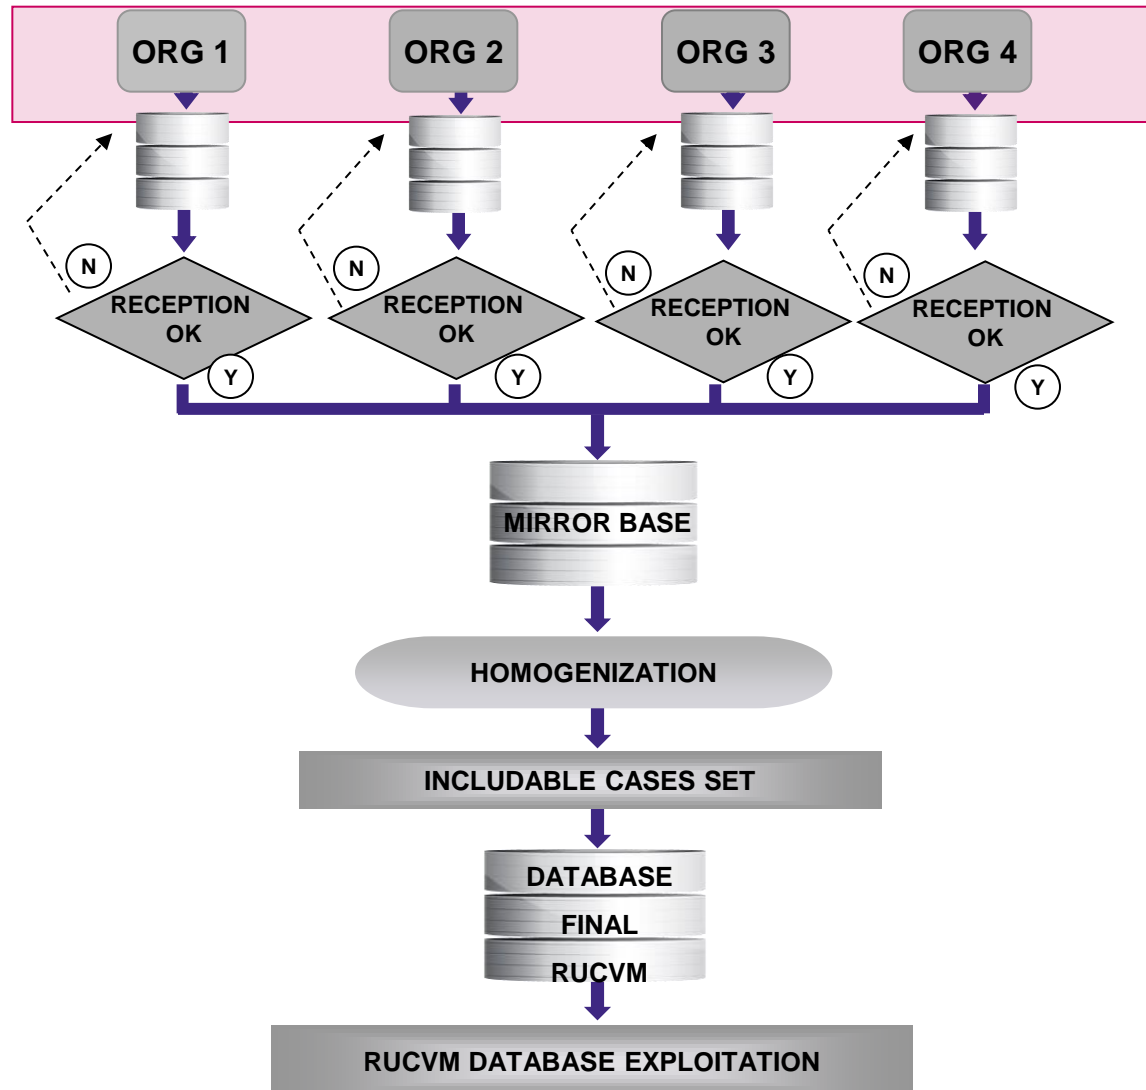 ORG 1
ORG 2
ORG 3
ORG 4
N
N
N
N
RECEPTION
OK
RECEPTION
OK
RECEPTION
OK
RECEPTION
OK
Y
Y
Y
Y
MIRROR BASE
HOMOGENIZATION
INCLUDABLE CASES SET
DATABASE
FINAL
RUCVM
RUCVM DATABASE EXPLOITATION